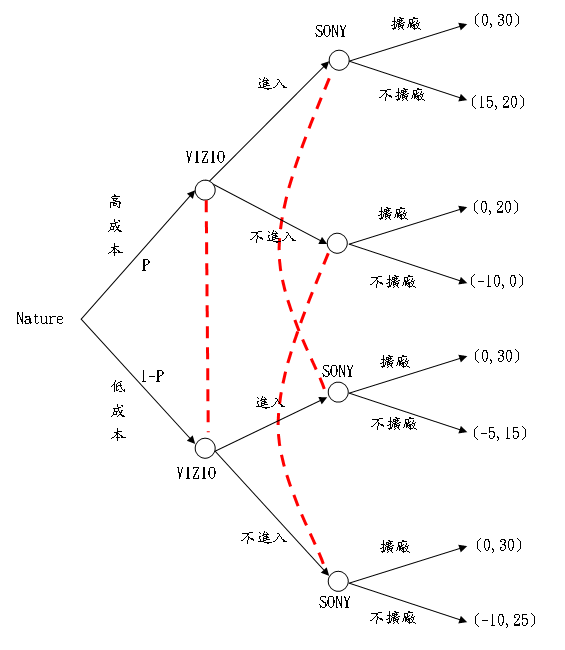 SONY
擴廠
(0,30)
進入
不擴廠
(15,20)
VIZIO
高成本
P
不進入
擴廠
(0,20)
不擴廠
(-10,0)
Nature
1-P
低成本
SONY
擴廠
(0,30)
進入
不擴廠
(-5,15)
VIZIO
不進入
擴廠
(0,30)
SONY
不擴廠
(-10,25)